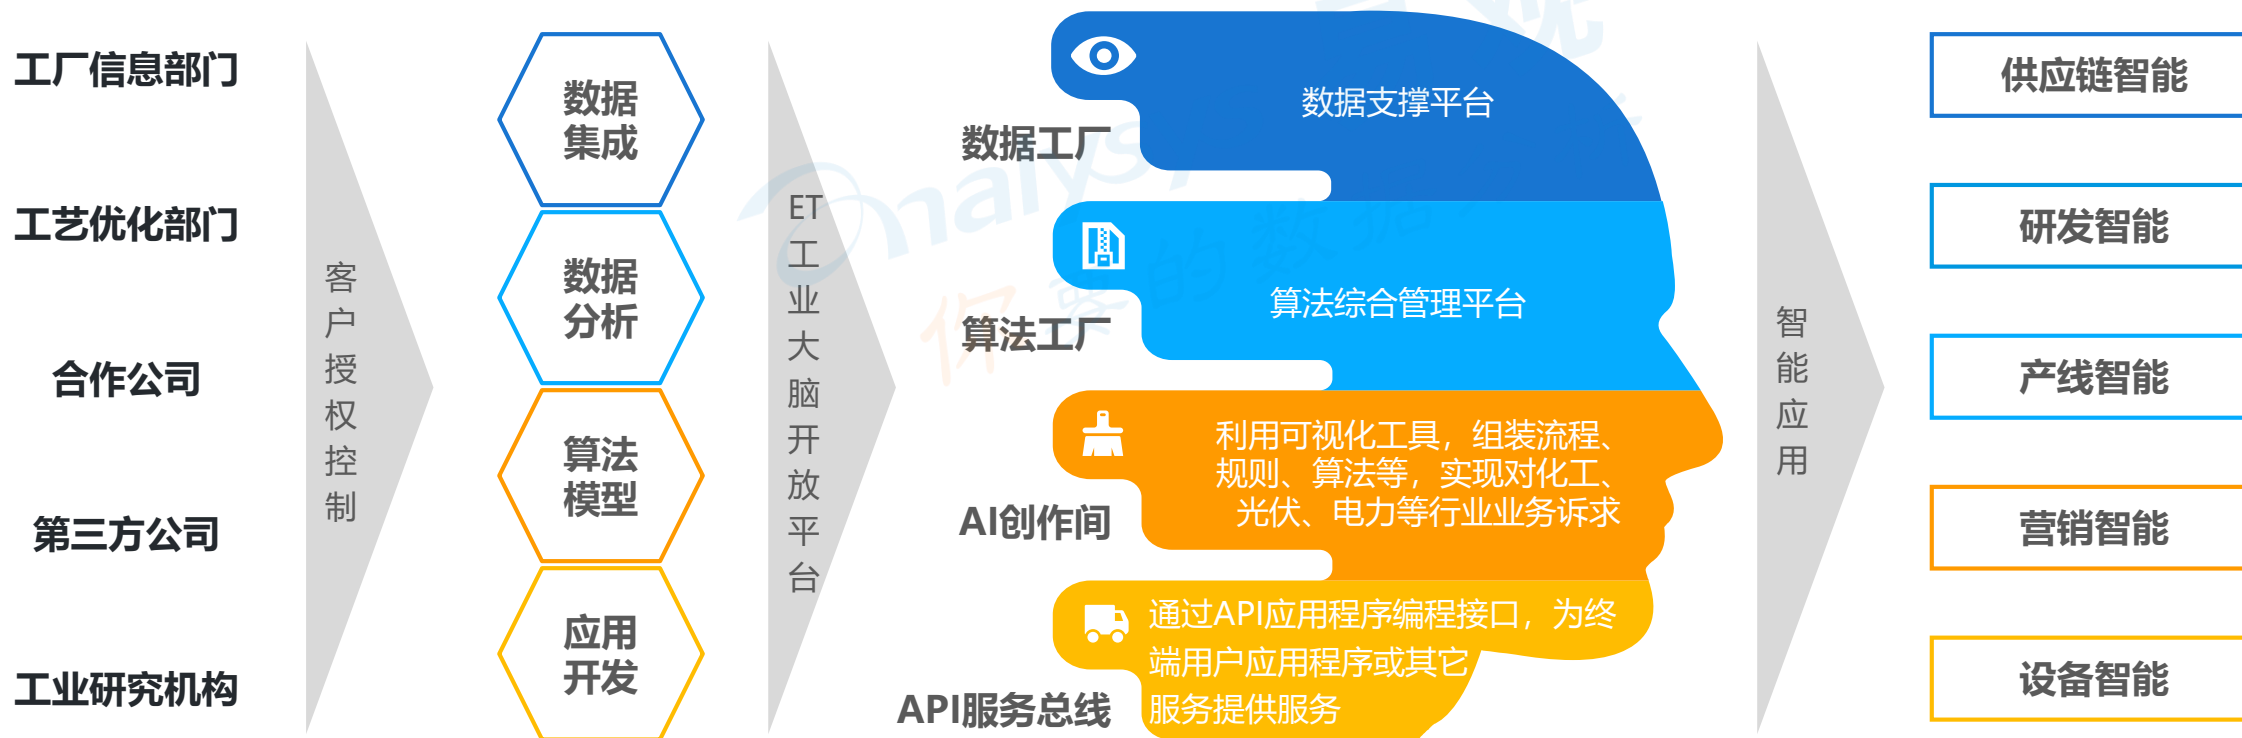 工厂信息部门
工艺优化部门
合作公司
第三方公司
工业研究机构
客户授权控制
数据
集成
数据
分析
算法
模型
应用
开发
ET工业大脑开放平台
数据工厂
数据支撑平台
算法工厂
算法综合管理平台
AI创作间
利用可视化工具，组装流程、
规则、算法等，实现对化工、
光伏、电力等行业业务诉求
API服务总线
通过API应用程序编程接口，为终
端用户应用程序或其它
服务提供服务
智能应用
供应链智能
研发智能
产线智能
营销智能
设备智能
你要的数据